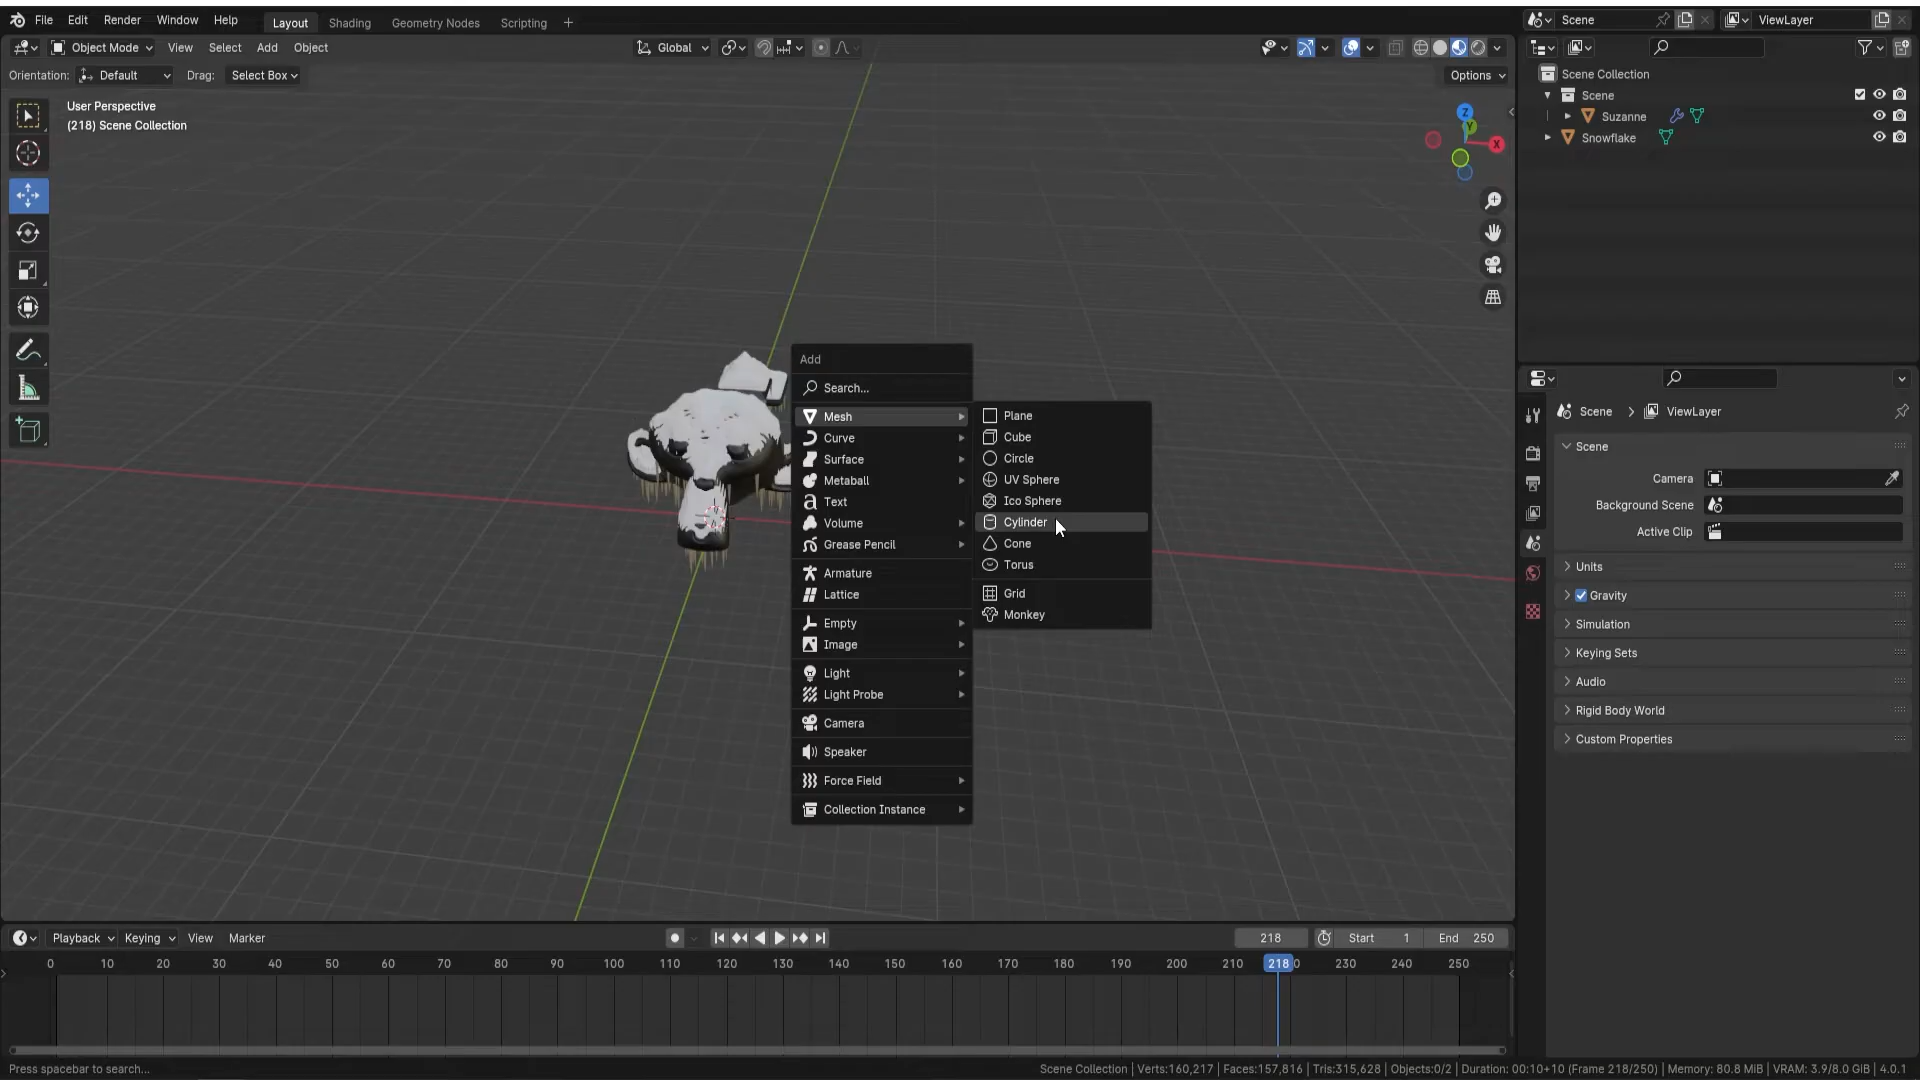 File Edit Render Window Help Layout Shading Geometry Nodes Scripting + Scene ViewLayer
Object Mode View Select Add Object Global
Orientation: Default Drag: Select Box Options
User Perspective
(218) Scene Collection
Z
Y
X
Scene Collection
Scene
Suzanne
Snowflake
Add
Search...
Mesh
Curve
Surface
Metaball
Text
Volume
Grease Pencil
Armature
Lattice
Empty
Image
Light
Light Probe
Camera
Speaker
Force Field
Collection Instance
Plane
Cube
Circle
UV Sphere
Ico Sphere
Cylinder
Cone
Torus
Grid
Monkey
Scene > ViewLayer
Scene
Camera
Background Scene
Active Clip
Units
Gravity
Simulation
Keying Sets
Audio
Rigid Body World
Custom Properties
Playback Keying View Marker 218 Start 1 End 250
0 10 20 30 40 50 60 70 80 90 100 110 120 130 140 150 160 170 180 190 200 210 218 0 230 240 250
Press spacebar to search... Scene Collection | Verts:160,217 | Faces:157,816 | Tris:315,628 | Objects:0/2 | Duration: 00:10+10 (Frame 218/250) | Memory: 80.8 MiB | VRAM: 3.9/8.0 GiB | 4.0.1